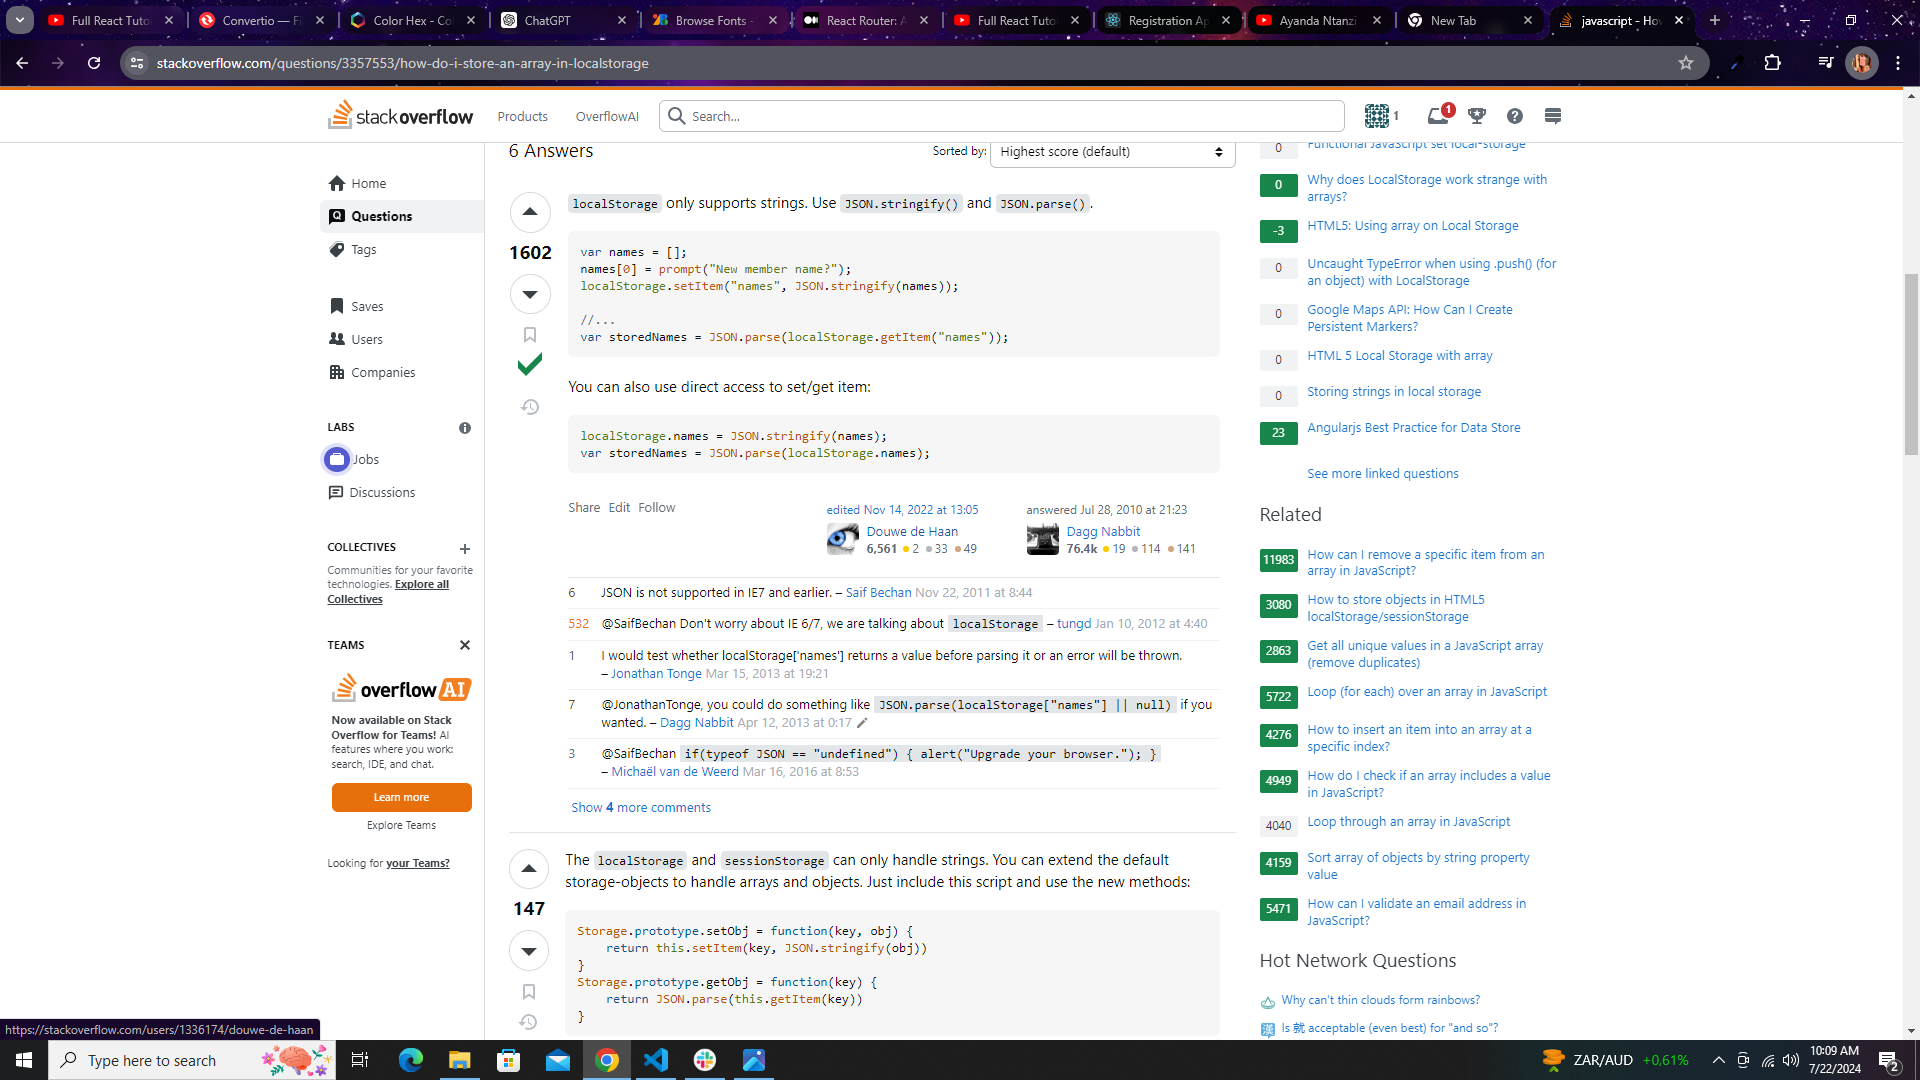 Full React Tuto
Convertio — Fi
Color Hex - Co
ChatGPT
Browse Fonts -
React Router: A
Full React Tuto
Registration Ap
Ayanda Ntanzi
New Tab
javascript - Ho
stackoverflow.com/questions/3357553/how-do-i-store-an-array-in-localstorage
stackoverflow
Products
OverflowAI
Search...
1
1
Home
Questions
Tags
Saves
Users
Companies
LABS
Jobs
Discussions
COLLECTIVES
Communities for your favorite
technologies. Explore all
Collectives
TEAMS
overflow AI
Now available on Stack
Overflow for Teams! AI
features where you work:
search, IDE, and chat.
Learn more
Explore Teams
Looking for your Teams?
6 Answers
Sorted by:
Highest score (default)
1602
localStorage only supports strings. Use JSON.stringify() and JSON.parse().
var names = [];
names[0] = prompt("New member name?");
localStorage.setItem("names", JSON.stringify(names));
//...
var storedNames = JSON.parse(localStorage.getItem("names"));
You can also use direct access to set/get item:
localStorage.names = JSON.stringify(names);
var storedNames = JSON.parse(localStorage.names);
Share Edit Follow
edited Nov 14, 2022 at 13:05
Douwe de Haan
6,561 2 33 49
answered Jul 28, 2010 at 21:23
Dagg Nabbit
76.4k 19 114 141
6 JSON is not supported in IE7 and earlier. – Saif Bechan Nov 22, 2011 at 8:44
532 @SaifBechan Don't worry about IE 6/7, we are talking about localStorage – tungd Jan 10, 2012 at 4:40
1 I would test whether localStorage['names'] returns a value before parsing it or an error will be thrown.
– Jonathan Tonge Mar 15, 2013 at 19:21
7 @JonathanTonge, you could do something like JSON.parse(localStorage["names"] || null) if you
wanted. – Dagg Nabbit Apr 12, 2013 at 0:17
3 @SaifBechan if(typeof JSON == "undefined") { alert("Upgrade your browser."); }
– Michaël van de Weerd Mar 16, 2016 at 8:53
Show 4 more comments
147
The localStorage and sessionStorage can only handle strings. You can extend the default
storage-objects to handle arrays and objects. Just include this script and use the new methods:
Storage.prototype.setObj = function(key, obj) {
return this.setItem(key, JSON.stringify(obj))
}
Storage.prototype.getObj = function(key) {
return JSON.parse(this.getItem(key))
}
0 Functional JavaScript set local-storage
0 Why does LocalStorage work strange with
arrays?
-3 HTML5: Using array on Local Storage
0 Uncaught TypeError when using .push() (for
an object) with LocalStorage
0 Google Maps API: How Can I Create
Persistent Markers?
0 HTML 5 Local Storage with array
0 Storing strings in local storage
23 Angularjs Best Practice for Data Store
See more linked questions
Related
11983 How can I remove a specific item from an
array in JavaScript?
3080 How to store objects in HTML5
localStorage/sessionStorage
2863 Get all unique values in a JavaScript array
(remove duplicates)
5722 Loop (for each) over an array in JavaScript
4276 How to insert an item into an array at a
specific index?
4949 How do I check if an array includes a value
in JavaScript?
4040 Loop through an array in JavaScript
4159 Sort array of objects by string property
value
5471 How can I validate an email address in
JavaScript?
Hot Network Questions
Why can't thin clouds form rainbows?
漢 Is 就 acceptable (even best) for "and so"?
https://stackoverflow.com/users/1336174/douwe-de-haan
Type here to search
ZAR/AUD +0,61%
10:09 AM
7/22/2024
2